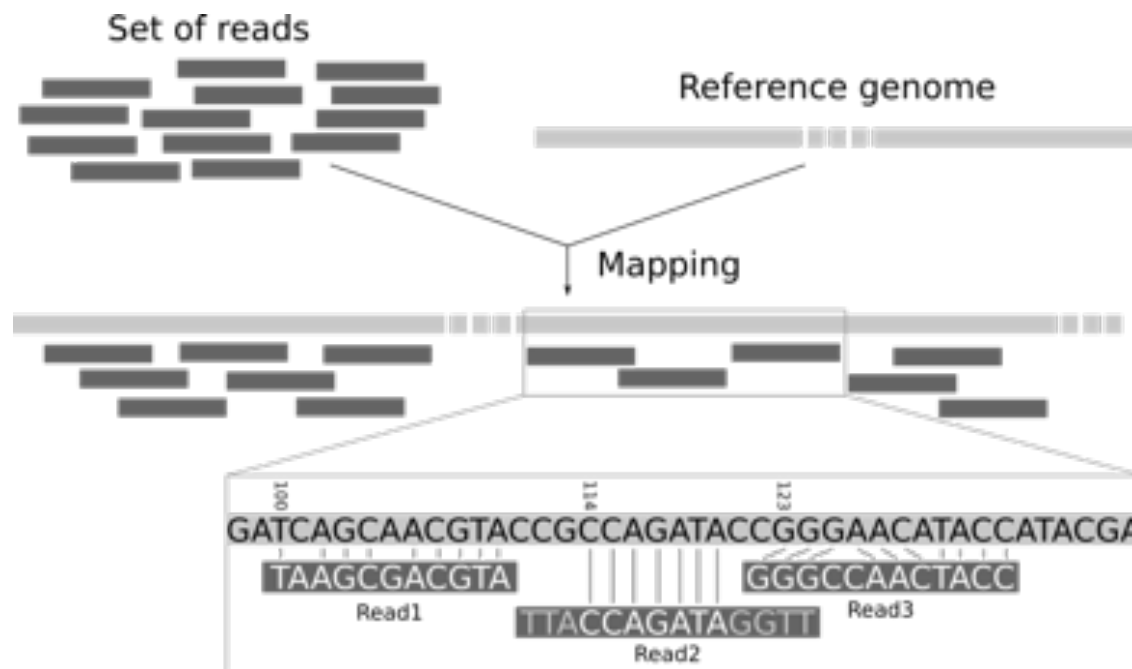 Set of reads
Reference genome
Mapping
100
114
123
GATCAGCAACGTACCGCCAGATACCGGGAACATACCATACGA
TAAGCGACGTA
GGGCCAACTACC
Read1
Read3
TTACCAGATAGGTT
Read2